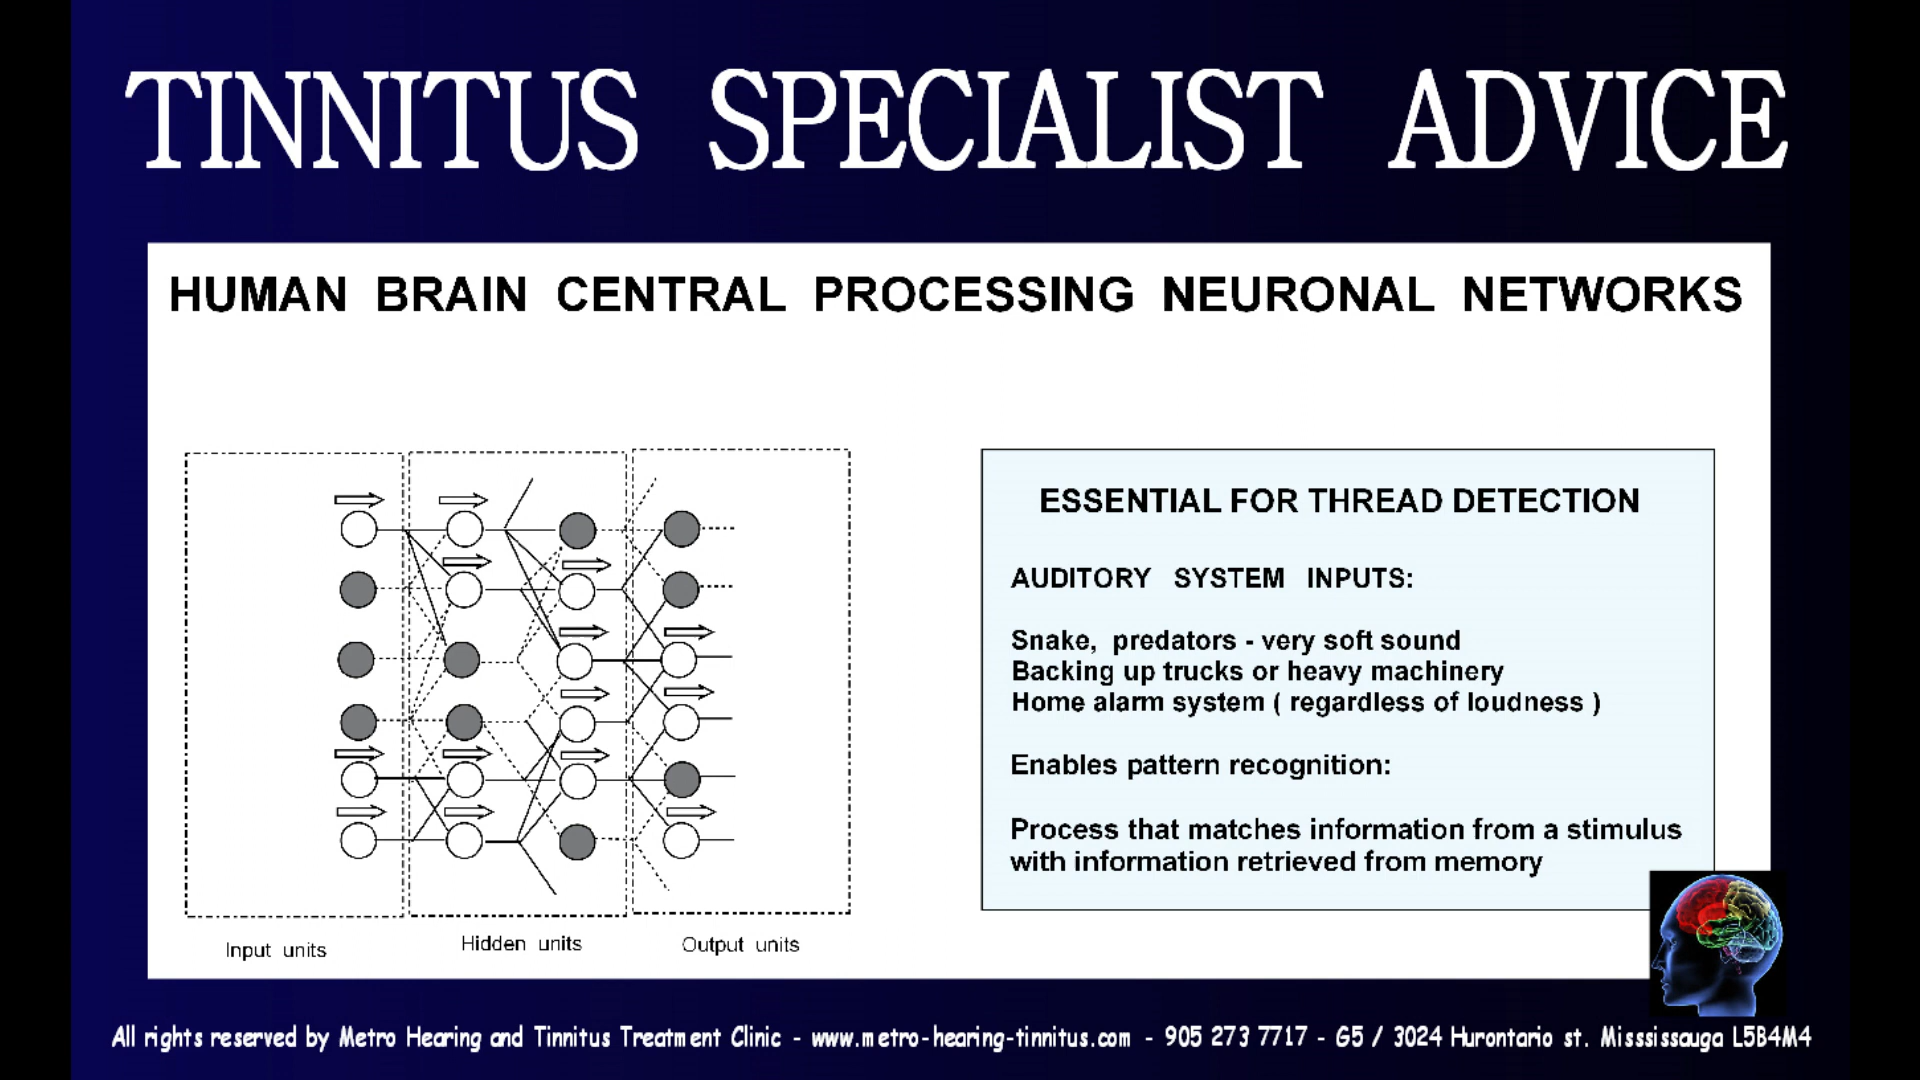 TINNITUS SPECIALIST ADVICE
HUMAN BRAIN CENTRAL PROCESSING NEURONAL NETWORKS
Input units
Hidden units
Output units
ESSENTIAL FOR THREAD DETECTION
AUDITORY SYSTEM INPUTS:
Snake, predators - very soft sound
Backing up trucks or heavy machinery
Home alarm system ( regardless of loudness )
Enables pattern recognition:
Process that matches information from a stimulus
with information retrieved from memory
All rights reserved by Metro Hearing and Tinnitus Treatment Clinic - www.metro-hearing-tinnitus.com - 905 273 7717 - G5 / 3024 Hurontario st. Misssissauga L5B4M4